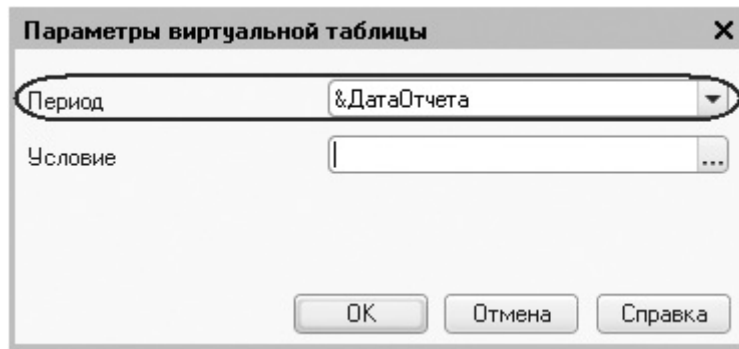 Параметры виртуальной таблицы
Период &ДатаОтчета
Условие ...
ОК Отмена Справка